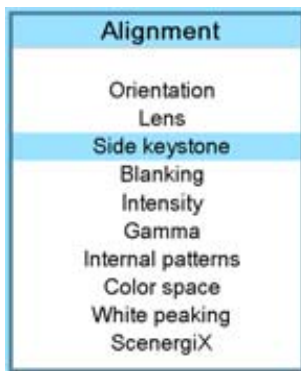 Alignment
Orientation
Lens
Side keystone
Blanking
Intensity
Gamma
Internal patterns
Color space
White peaking
ScenergiX